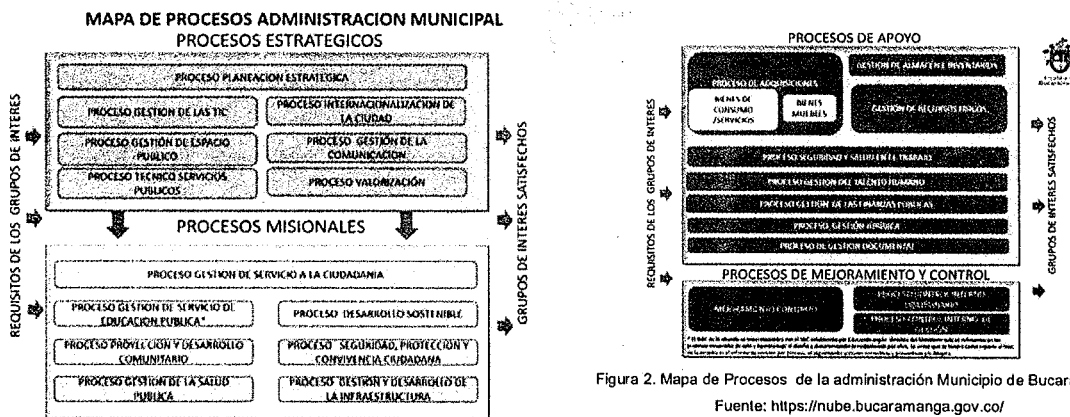 MAPA DE PROCESOS ADMINISTRACION MUNICIPAL
PROCESOS ESTRATEGICOS
PROCESO PLANEACION ESTRATEGICA
PROCESO GESTION DE LAS TIC
PROCESO INTERNACIONALIZACION DE
LA CIUDAD
PROCESO GESTIÓN DE ESPACIO
PUBLICO
PROCESO GESTIÓN DE LA
COMUNICACIÓN
PROCESO TECNICO SERVICIOS
PUBLICOS
PROCESO VALORIZACIÓN
REQUISITOS DE LOS GRUPOS DE INTERES
GRUPOS DE INTERES SATISFECHOS
PROCESOS MISIONALES
PROCESO GESTION DE SERVICIO A LA CIUDADANIA
PROCESO GESTION DE SERVICIO DE
EDUCACION PUBLICA*
PROCESO DESARROLLO SOSTENIBLE
PROCESO PROYECCION Y DESARROLLO
COMUNITARIO
PROCESO SEGURIDAD, PROTECCION Y
CONVIVENCIA CIUDADANA
PROCESO GESTION DE LA SALUD
PUBLICA
PROCESO GESTION Y DESARROLLO DE
LA INFRAESTRUCTURA
PROCESOS DE APOYO
PROCESO DE ADQUISICIONES
BIENES DE
CONSUMO
/SERVICIOS
BIENES
MUEBLES
GESTION DE ALMACEN E INVENTARIOS
GESTION DE RECURSOS FISICOS
PROCESO SEGURIDAD Y SALUD EN EL TRABAJO
PROCESO GESTION DEL TALENTO HUMANO
PROCESO GESTION DE LAS FINANZAS PUBLICAS
PROCESO GESTIÓN JURIDICA
PROCESO DE GESTION DOCUMENTAL
REQUISITOS DE LOS GRUPOS DE INTERES
GRUPOS DE INTERES SATISFECHOS
PROCESOS DE MEJORAMIENTO Y CONTROL
MEJORAMIENTO CONTINUO
PROCESO CONTROL INTERNO DE
GESTION
Figura 2. Mapa de Procesos de la administración Municipio de Bucara
Fuente: https://nube.bucaramanga.gov.co/